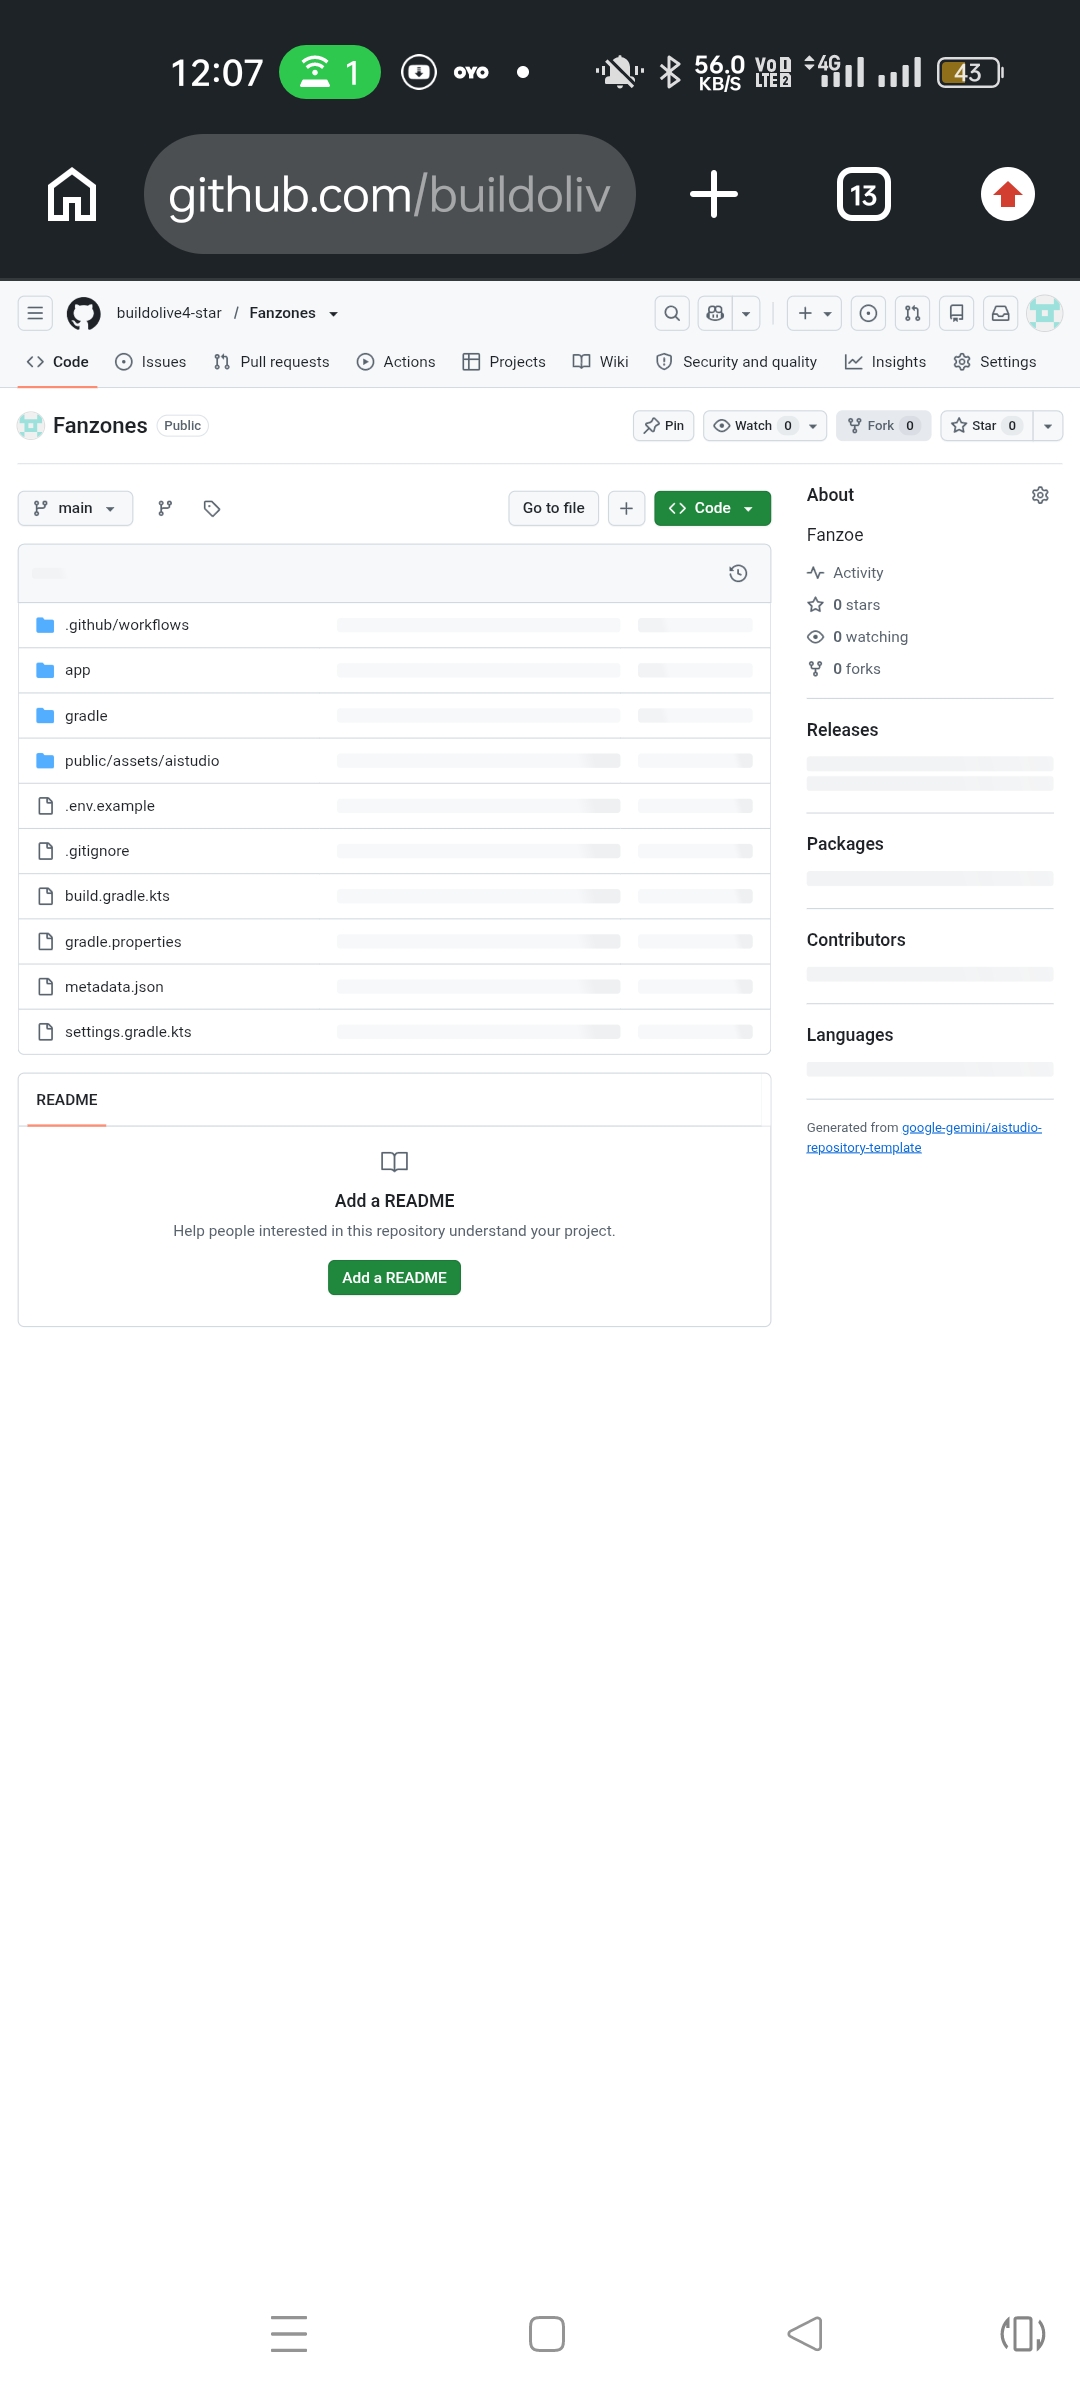 12:07 1 OYO 56.0 KB/S Vo 1 LTE 2 4G 43
github.com/buildoliv 13
buildolive4-star / Fanzones
Code Issues Pull requests Actions Projects Wiki Security and quality Insights Settings
Fanzones Public Pin Watch 0 Fork 0 Star 0
main Go to file Code
.github/workflows
app
gradle
public/assets/aistudio
.env.example
.gitignore
build.gradle.kts
gradle.properties
metadata.json
settings.gradle.kts
README
Add a README
Help people interested in this repository understand your project.
Add a README
About
Fanzoe
Activity
0 stars
0 watching
0 forks
Releases
Packages
Contributors
Languages
Generated from google-gemini/aistudio-
repository-template